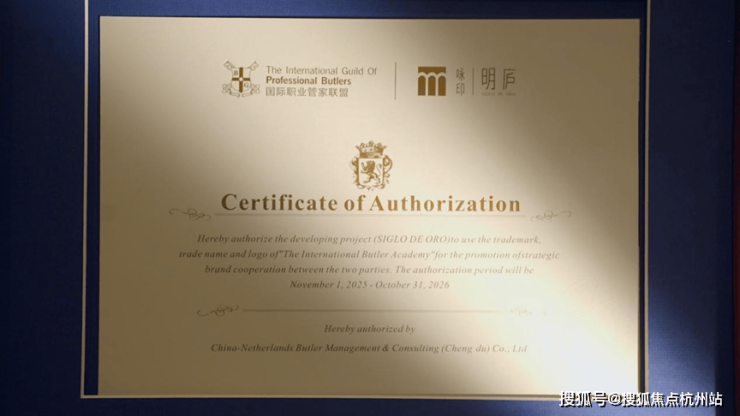 The International Guild Of
Professional Butlers
国际职业管家联盟
咏印
明庐
Certificate of Authorization
Hereby authorize the developing project (SIGLO DE ORO)to use the trademark,
trade name and logo of"The International Butler Academy"for the promotion ofstrategic
brand cooperation between the two parties. The authorization period will be
November 1, 2025 - October 31, 2026
Hereby authorized by
China-Netherlands Butler Management & Consulting (Cheng du) Co., Ltd
搜狐号@搜狐焦点杭州站